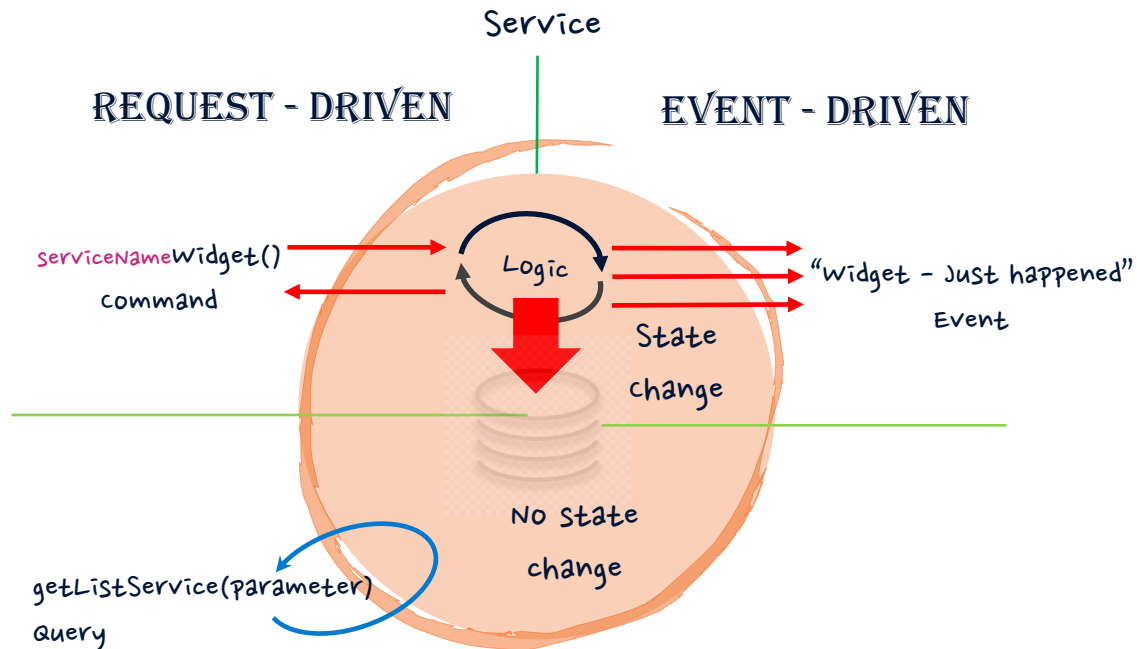 Service
REQUEST - DRIVEN
EVENT - DRIVEN
serviceNameWidget()
Command
Logic
"Widget - Just happened"
Event
State
change
No state
change
getListService(parameter)
Query